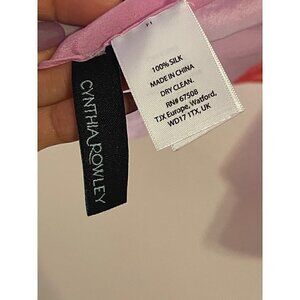 CYNTHIA ROWLEY
100% SILK
MADE IN CHINA
DRY CLEAN.
RN# 67508
TJX Europe, Watford,
WD17 1TX, UK